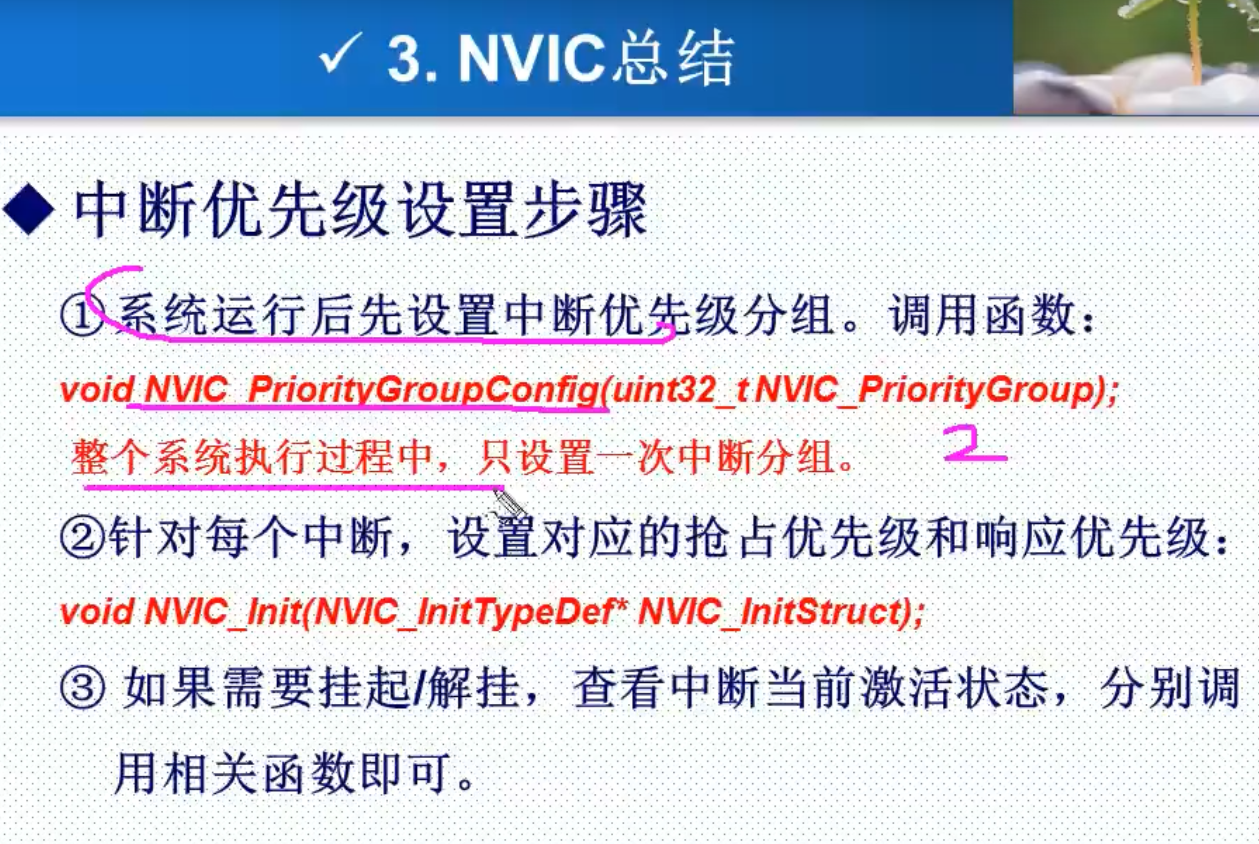 ✓ 3. NVIC总结
◆ 中断优先级设置步骤
①系统运行后先设置中断优先级分组。调用函数：
void NVIC_PriorityGroupConfig(uint32_t NVIC_PriorityGroup);
整个系统执行过程中，只设置一次中断分组。
2
②针对每个中断，设置对应的抢占优先级和响应优先级：
void NVIC_Init(NVIC_InitTypeDef* NVIC_InitStruct);
③ 如果需要挂起/解挂，查看中断当前激活状态，分别调
用相关函数即可。